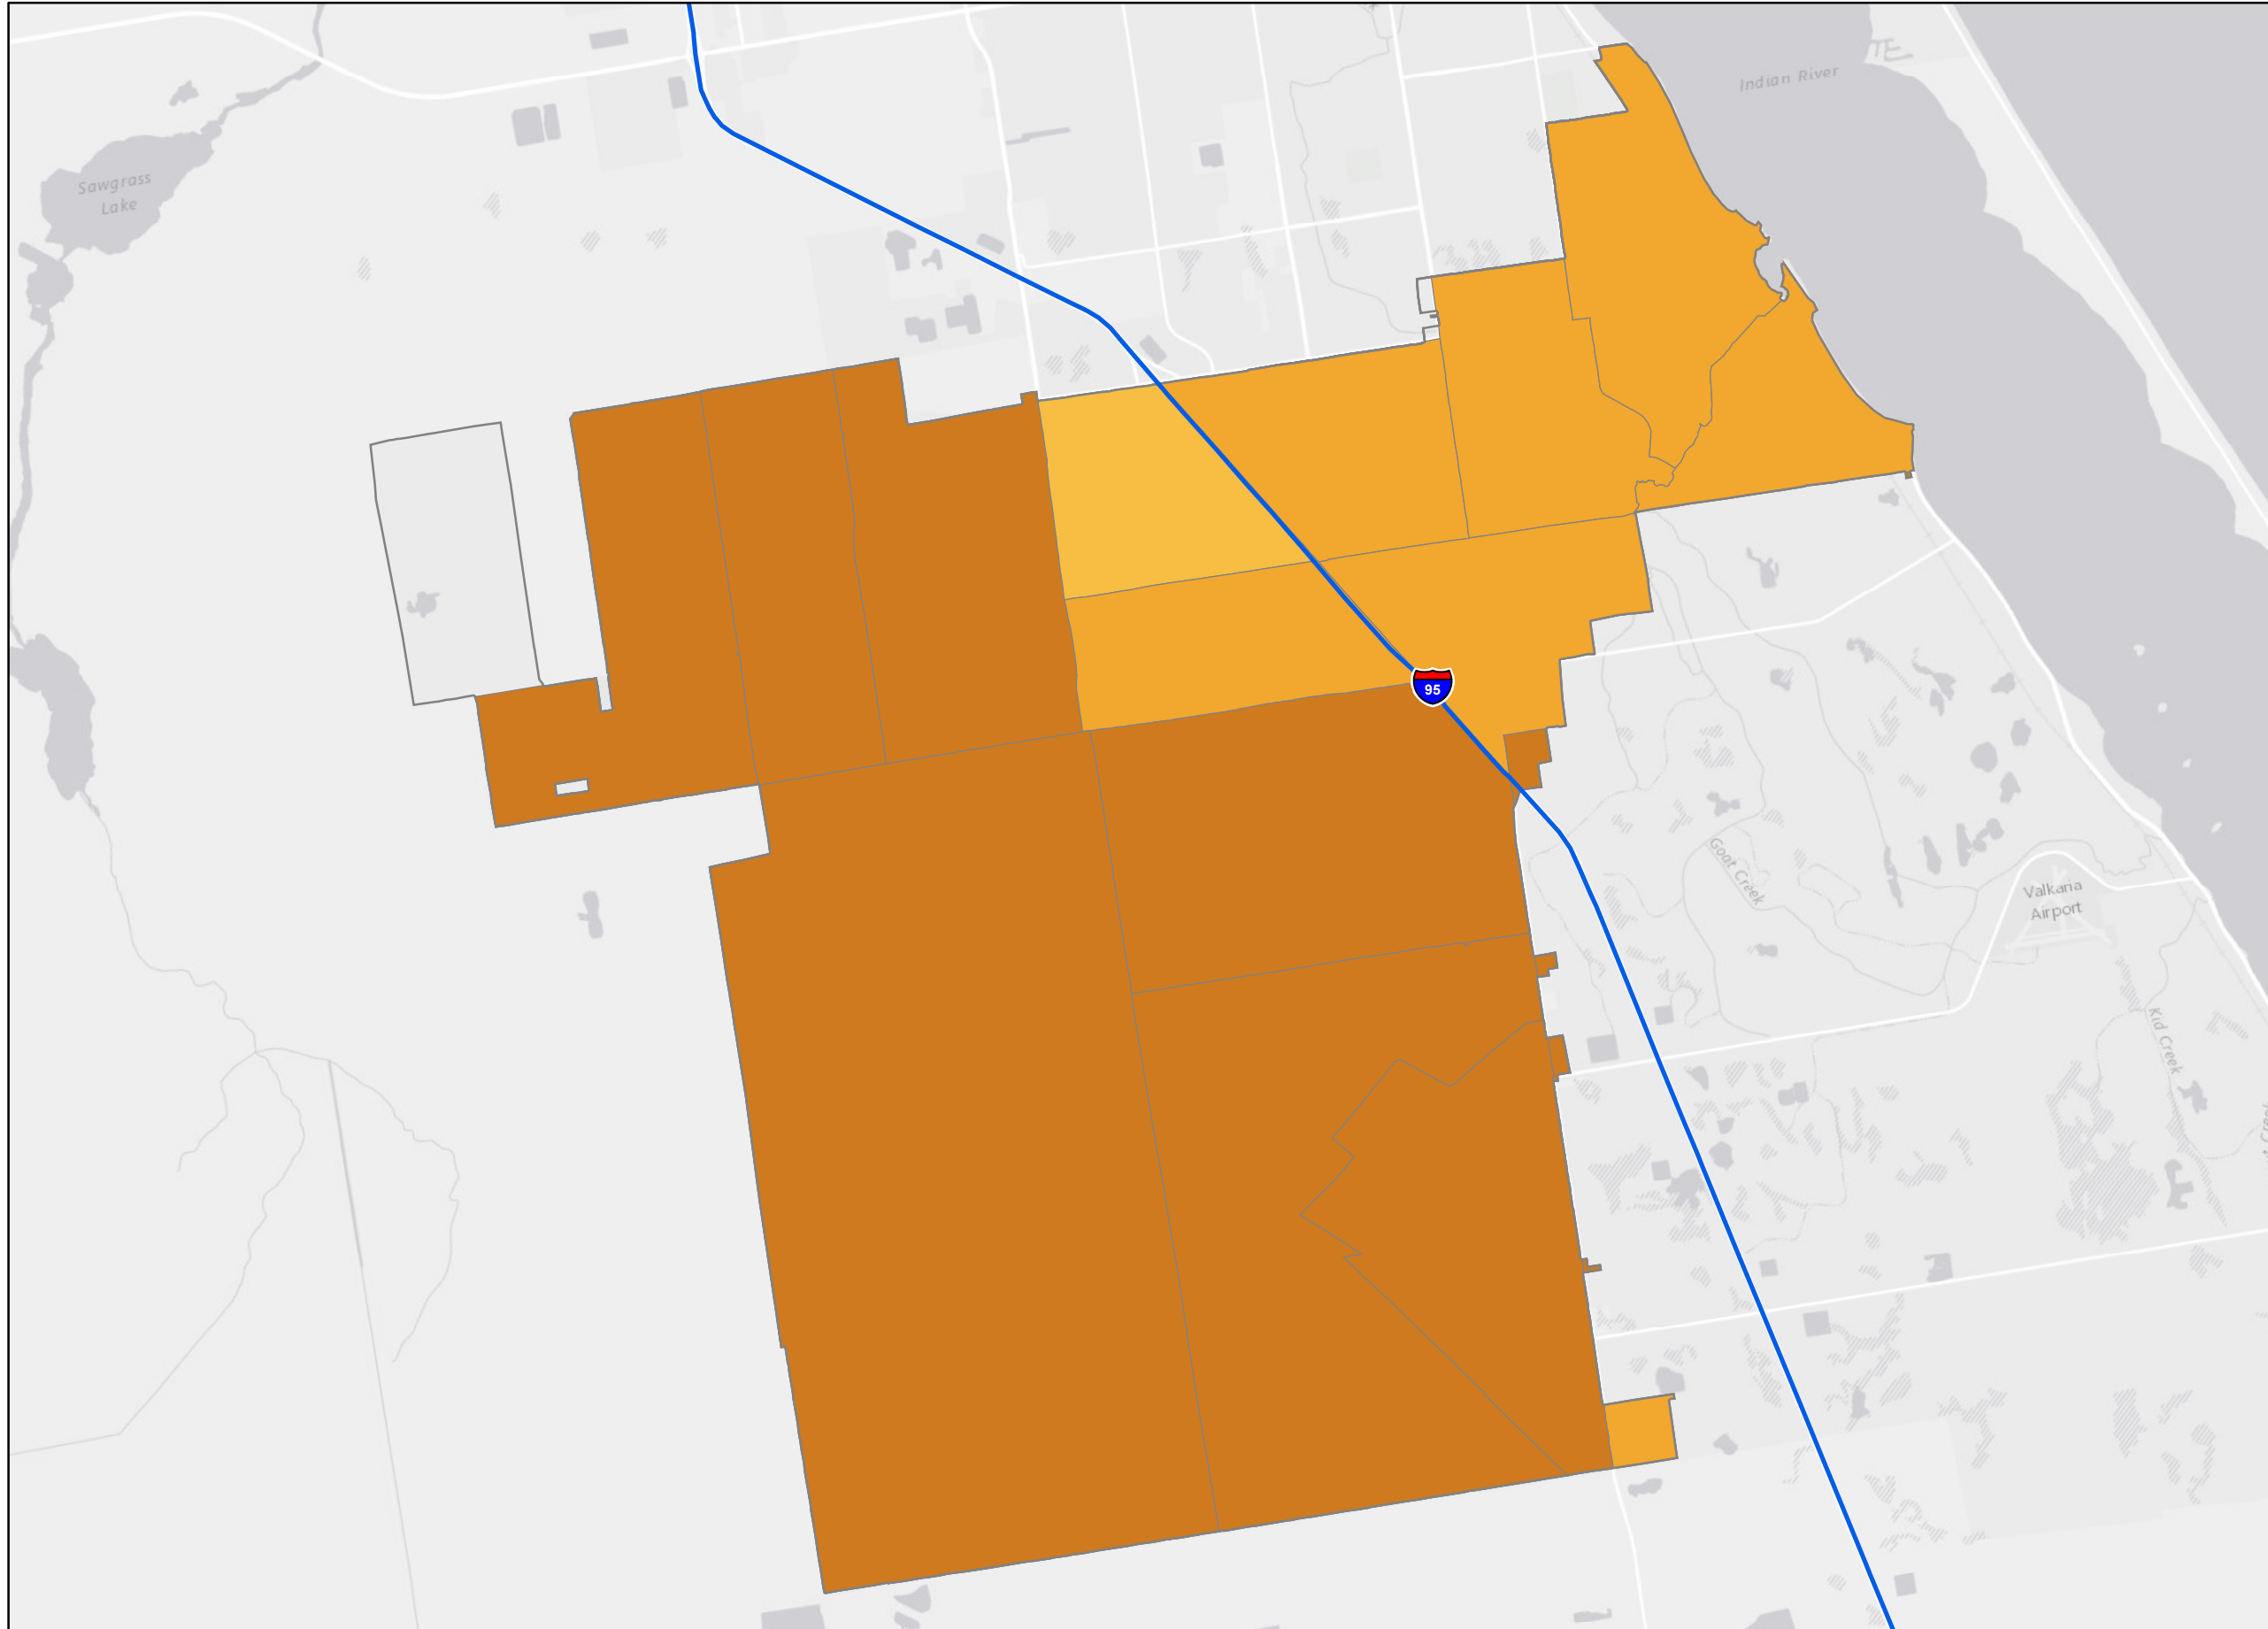 Indian River
Sawgrass
Lake
95
Goat Creek
Valkaria
Airport
Kid Creek